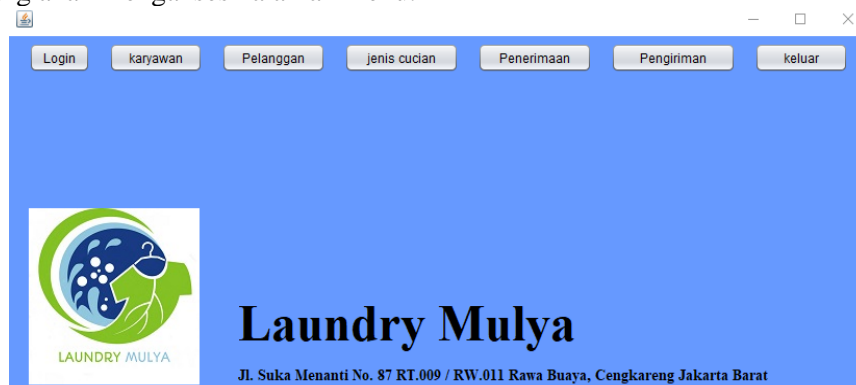 Login karyawan Pelanggan jenis cucian Penerimaan Pengiriman keluar
LAUNDRY MULYA
Laundry Mulya
Jl. Suka Menanti No. 87 RT.009 / RW.011 Rawa Buaya, Cengkareng Jakarta Barat